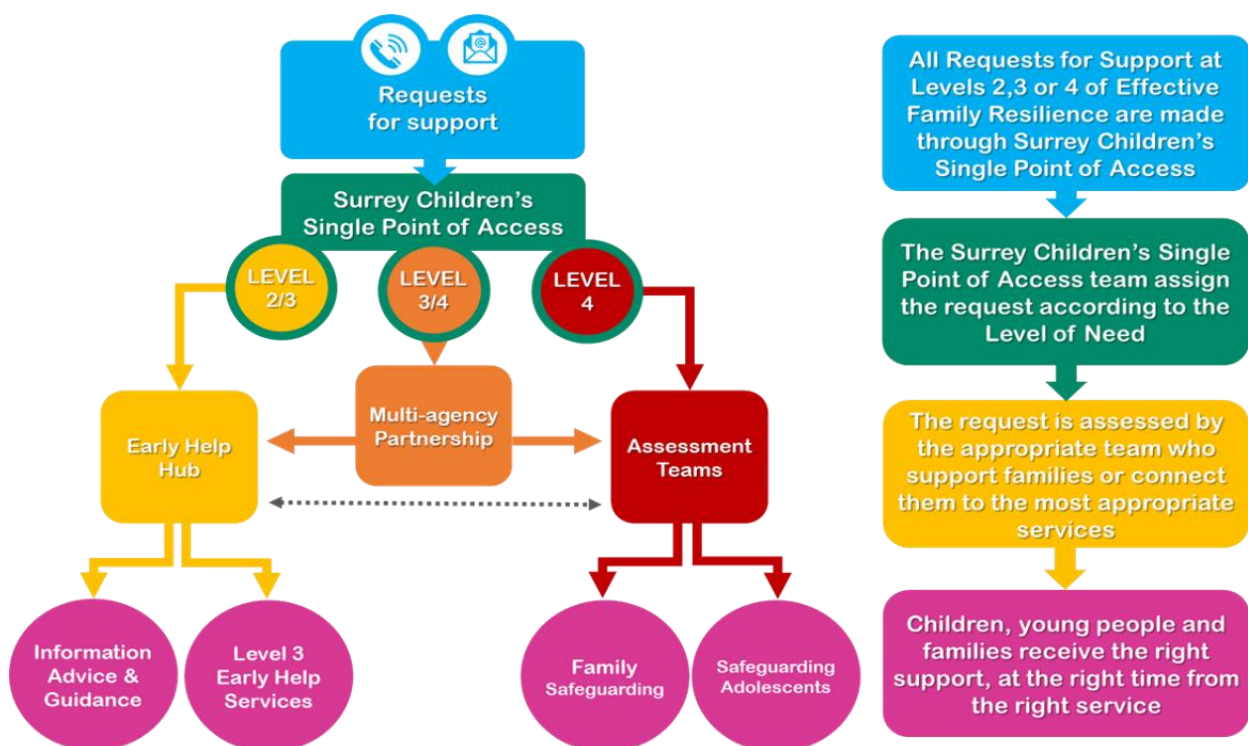 Requests
for support
Surrey Children's
Single Point of Access
LEVEL
2/3
LEVEL
3/4
LEVEL
4
Early Help
Hub
Multi-agency
Partnership
Assessment
Teams
Information
Advice &
Guidance
Level 3
Early Help
Services
Family
Safeguarding
Safeguarding
Adolescents
All Requests for Support at
Levels 2,3 or 4 of Effective
Family Resilience are made
through Surrey Children's
Single Point of Access
The Surrey Children's Single
Point of Access team assign
the request according to the
Level of Need
The request is assessed by
the appropriate team who
support families or connect
them to the most appropriate
services
Children, young people and
families receive the right
support, at the right time from
the right service